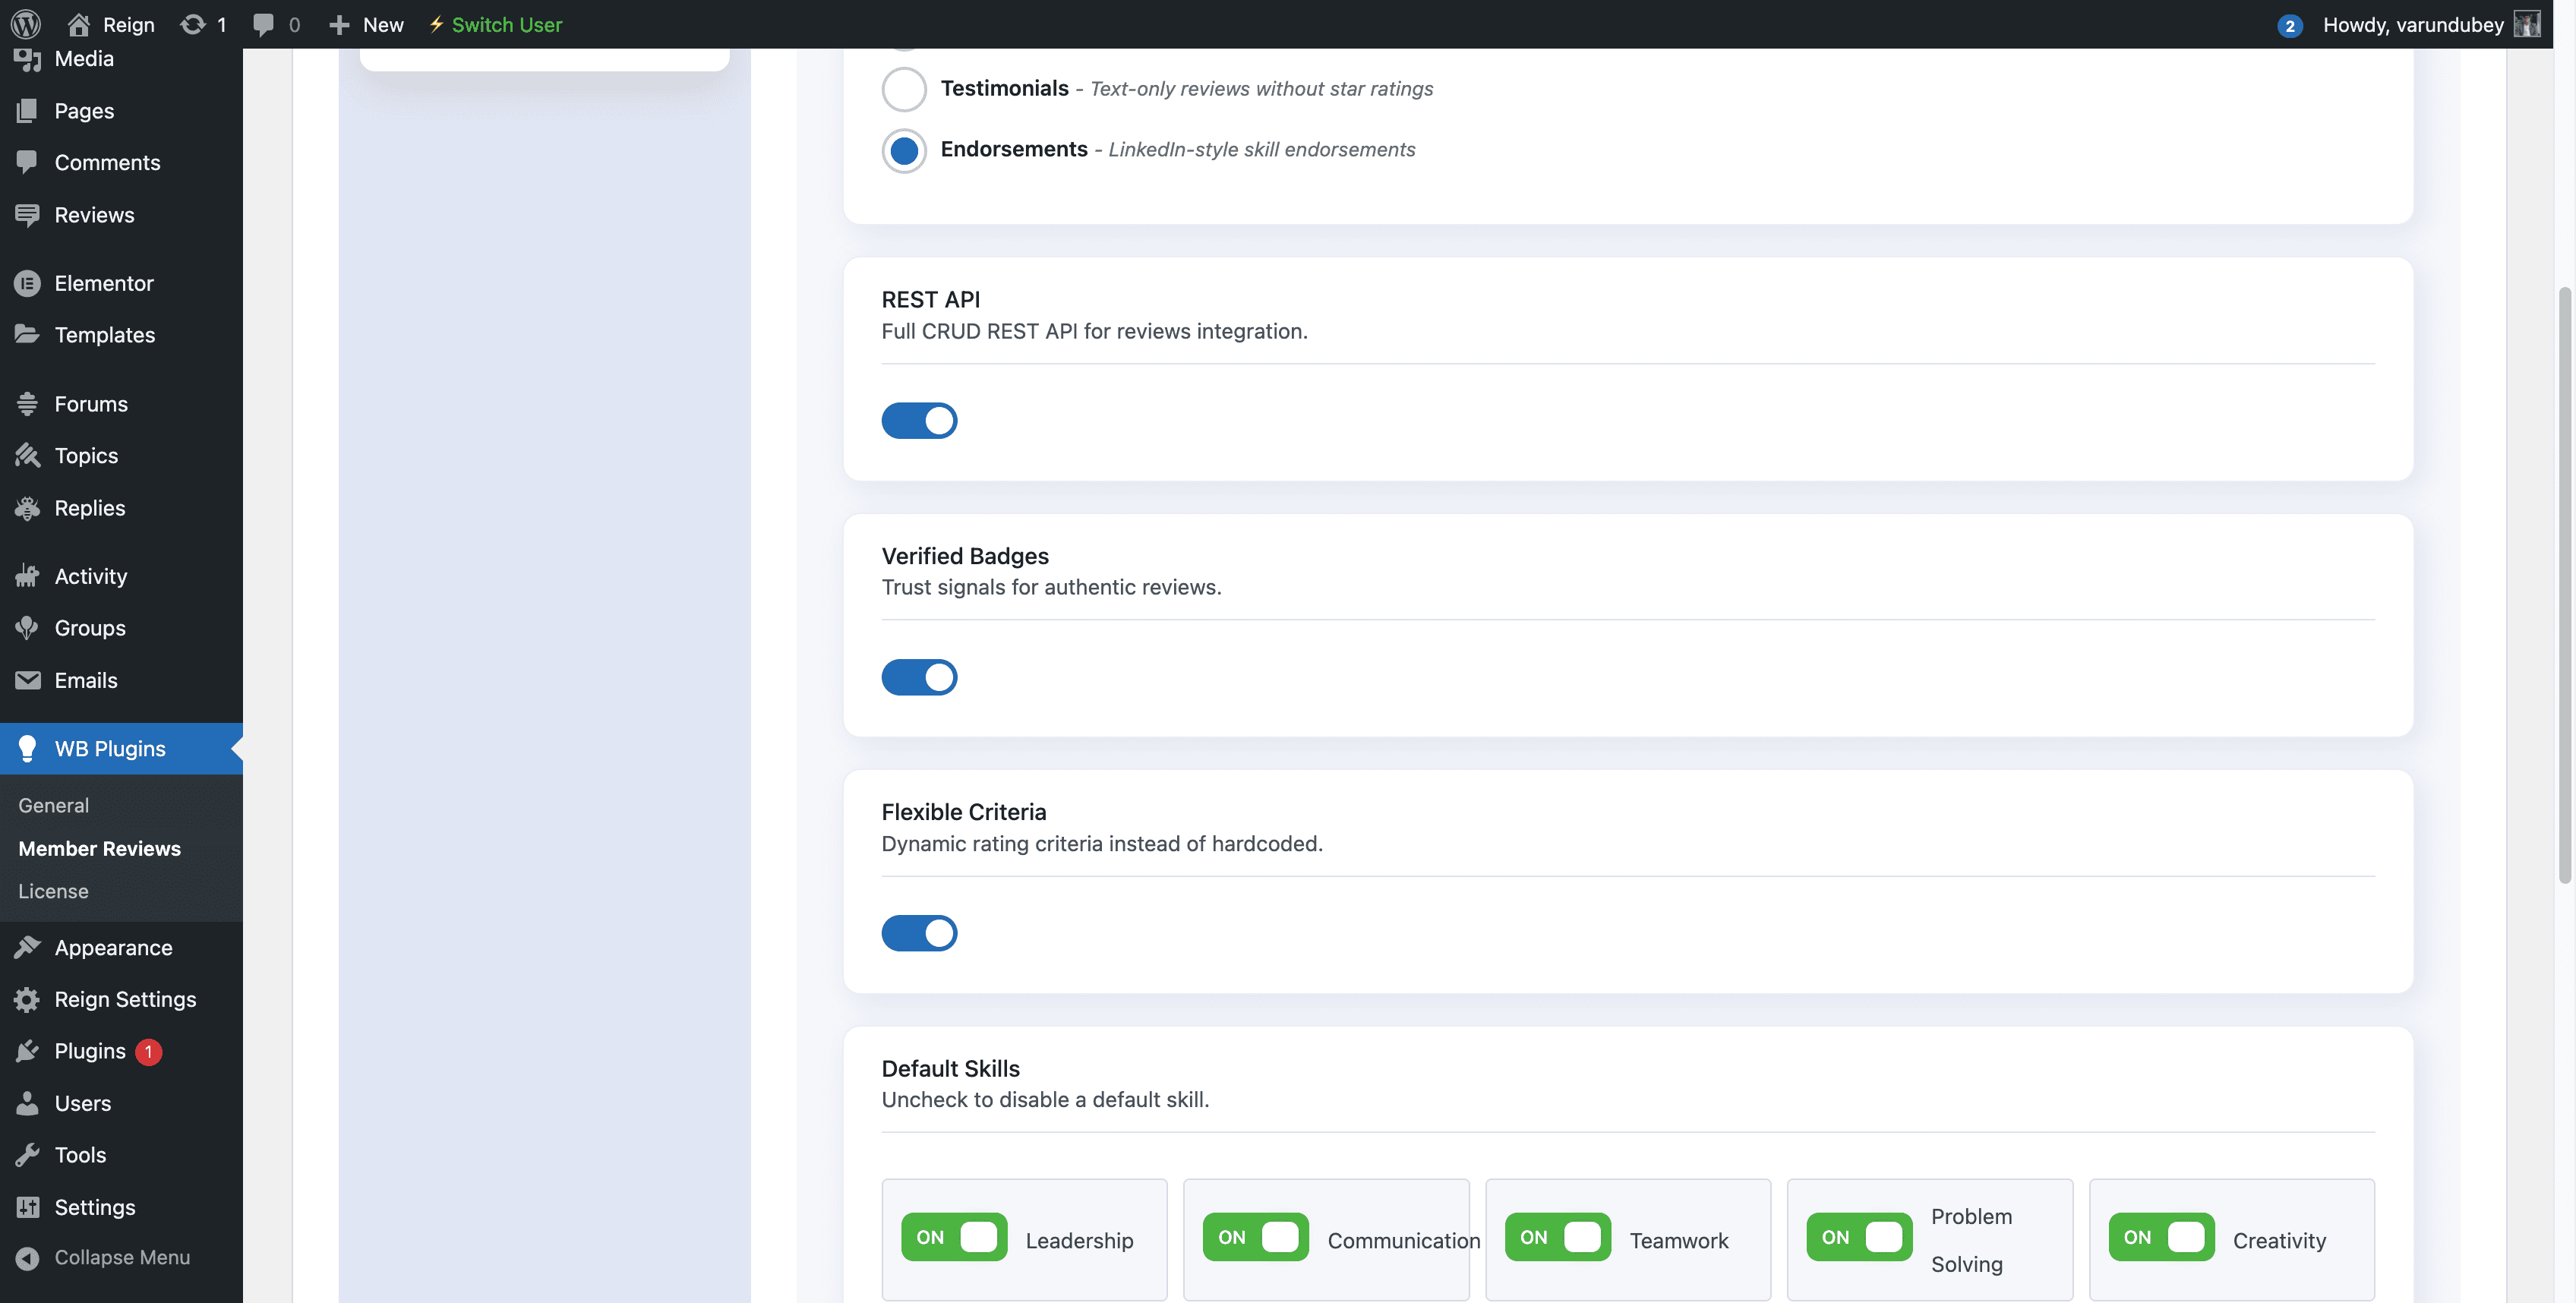 Reign
1
0
New
Switch User
2
Howdy, varundubey
Media
Pages
Comments
Reviews
Elementor
Templates
Forums
Topics
Replies
Activity
Groups
Emails
WB Plugins
General
Member Reviews
License
Appearance
Reign Settings
Plugins 1
Users
Tools
Settings
Collapse Menu
Testimonials - Text-only reviews without star ratings
Endorsements - LinkedIn-style skill endorsements
REST API
Full CRUD REST API for reviews integration.
Verified Badges
Trust signals for authentic reviews.
Flexible Criteria
Dynamic rating criteria instead of hardcoded.
Default Skills
Uncheck to disable a default skill.
ON Leadership
ON Communication
ON Teamwork
ON Problem
Solving
ON Creativity